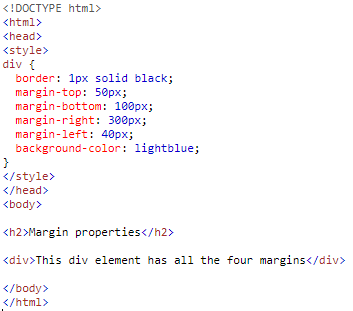 <!DOCTYPE html>
<html>
<head>
<style>
div {
  border: 1px solid black;
  margin-top: 50px;
  margin-bottom: 100px;
  margin-right: 300px;
  margin-left: 40px;
  background-color: lightblue;
}
</style>
</head>
<body>

<h2>Margin properties</h2>

<div>This div element has all the four margins</div>

</body>
</html>